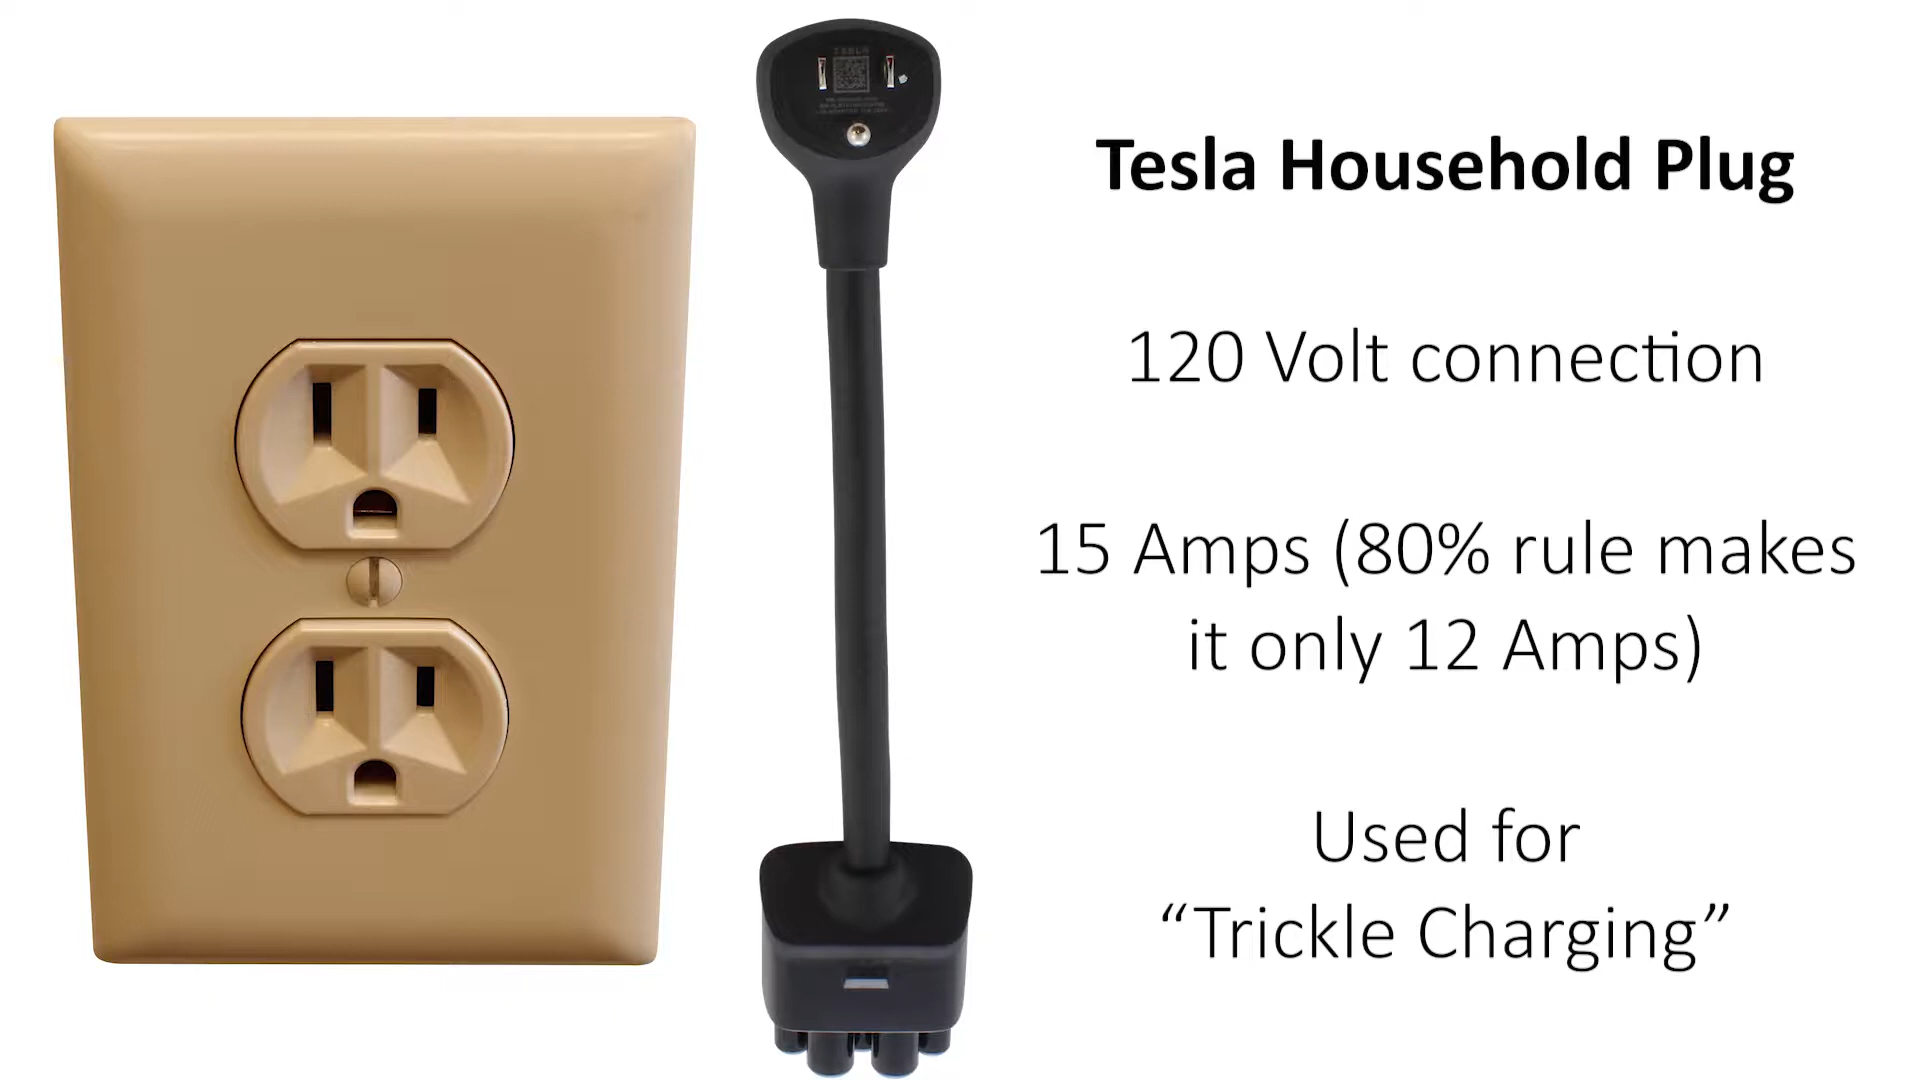 TESLA
Tesla Household Plug
120 Volt connection
15 Amps (80% rule makes
it only 12 Amps)
Used for
“Trickle Charging”